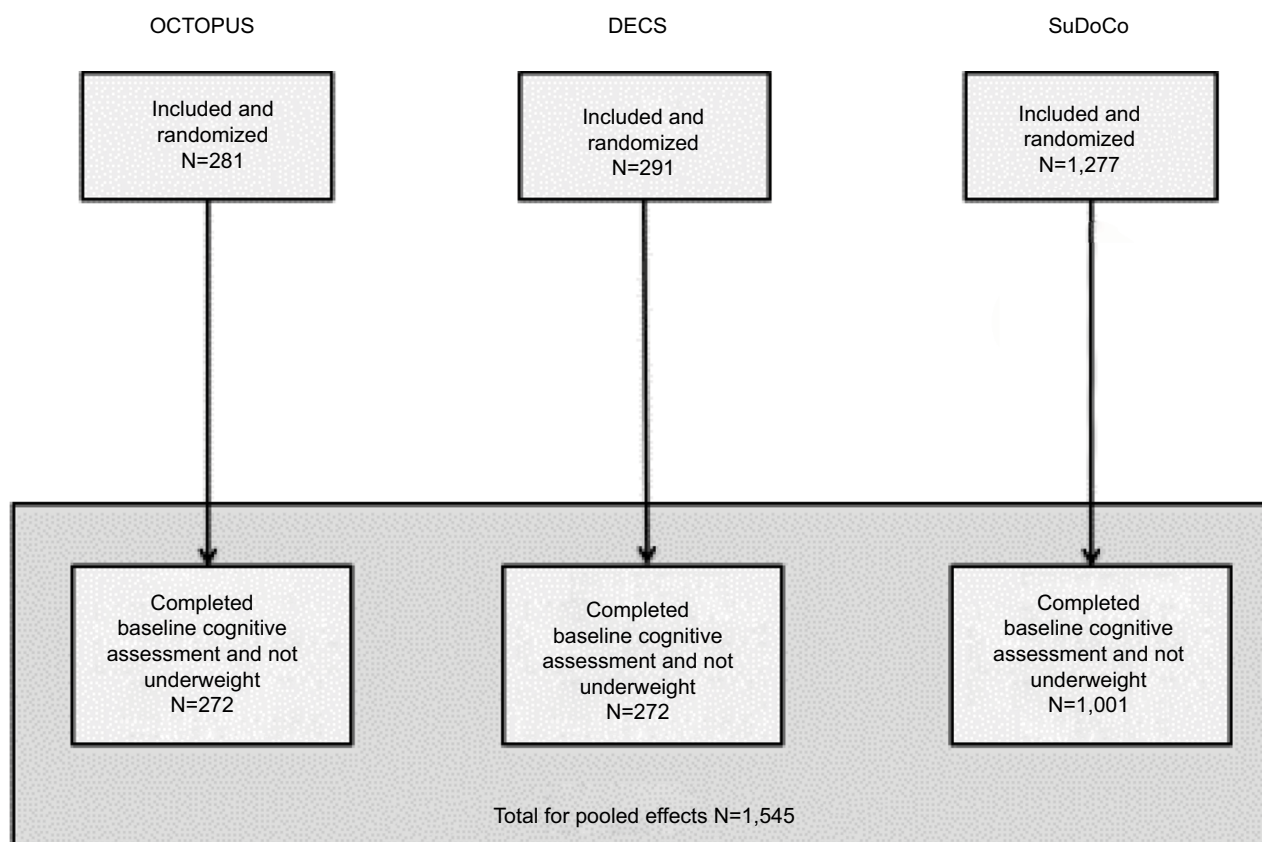 OCTOPUS
DECS
SuDoCo
Included and
randomized
N=281
Included and
randomized
N=291
Included and
randomized
N=1,277
Completed
baseline cognitive
assessment and not
underweight
N=272
Completed
baseline cognitive
assessment and not
underweight
N=272
Completed
baseline cognitive
assessment and not
underweight
N=1,001
Total for pooled effects N=1,545